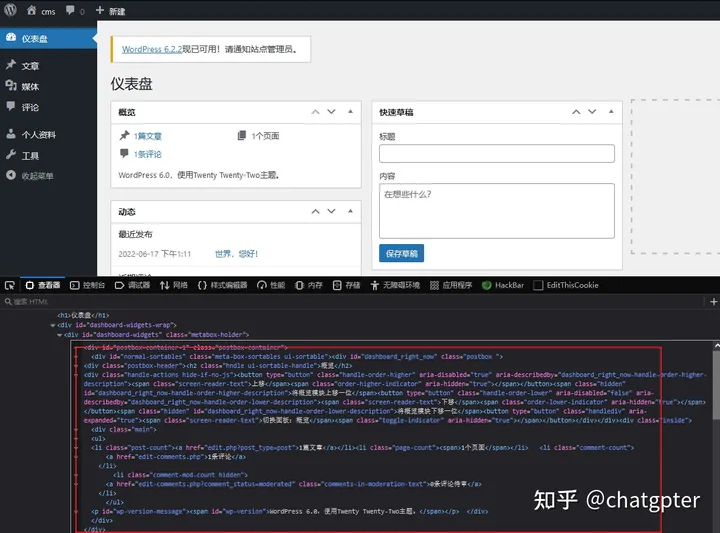 cms 0 新建
仪表盘
文章
媒体
评论
个人资料
工具
收起菜单
WordPress 6.2.2现已可用！请通知站点管理员。
仪表盘
概览
1篇文章 1个页面
1条评论
WordPress 6.0，使用Twenty Twenty-Two主题。
动态
最近发布
2022-06-17 下午1:11 世界，您好！
快速草稿
标题
内容
在想些什么？
保存草稿
查看器 控制台 调试器 网络 样式编辑器 性能 内存 存储 无障碍环境 应用程序 HackBar EditThisCookie
搜索 HTML
<h1>仪表盘</h1>
<div id="dashboard-widgets-wrap">
<div id="dashboard-widgets" class="metabox-holder">
<div id="postbox-container-1" class="postbox-container">
<div id="normal-sortables" class="meta-box-sortables ui-sortable"><div id="dashboard_right_now" class="postbox ">
<div class="postbox-header"><h2 class="hndle ui-sortable-handle">概览</h2>
<div class="handle-actions hide-if-no-js"><button type="button" class="handle-order-higher" aria-disabled="true" aria-describedby="dashboard_right_now-handle-order-higher-
description"><span class="screen-reader-text">上移</span><span class="order-higher-indicator" aria-hidden="true"></span></button><span class="hidden"
id="dashboard_right_now-handle-order-higher-description">将概览模块上移一位</span><button type="button" class="handle-order-lower" aria-disabled="false" aria-
describedby="dashboard_right_now-handle-order-lower-description"><span class="screen-reader-text">下移</span><span class="order-lower-indicator" aria-hidden="true"></span>
</button><span class="hidden" id="dashboard_right_now-handle-order-lower-description">将概览模块下移一位</span><button type="button" class="handlediv" aria-
expanded="true"><span class="screen-reader-text">切换面板：概览</span><span class="toggle-indicator" aria-hidden="true"></span></button></div></div><div class="inside">
<div class="main">
<ul>
<li class="post-count"><a href="edit.php?post_type=post">1篇文章</a></li><li class="page-count"><span>1个页面</span></li> <li class="comment-count">
<a href="edit-comments.php">1条评论</a>
</li>
<li class="comment-mod-count hidden">
<a href="edit-comments.php?comment_status=moderated" class="comments-in-moderation-text">0条评论待审</a>
</li>
</ul>
<p id="wp-version-message"><span id="wp-version">WordPress 6.0，使用Twenty Twenty-Two主题。</span></p> </div>
</div>
知乎 @chatgpter